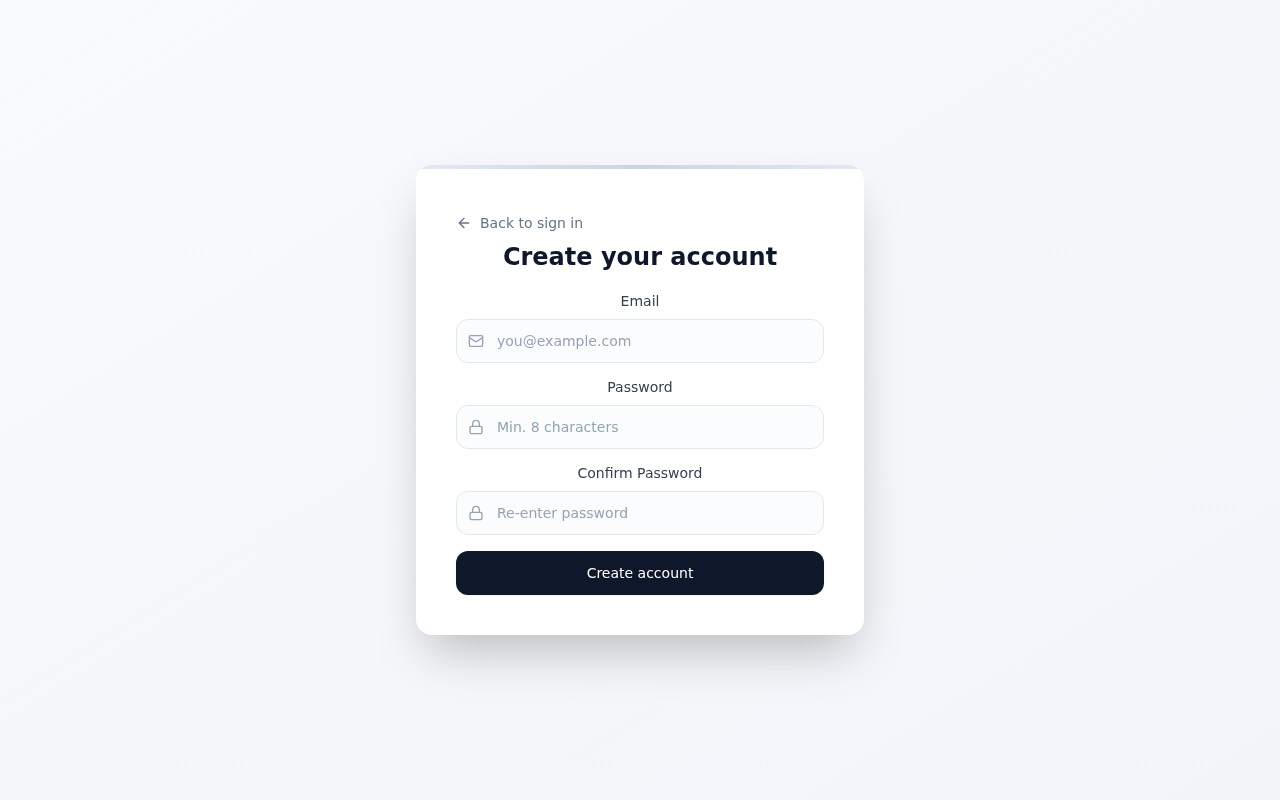 Back to sign in
Create your account
Email
you@example.com
Password
Min. 8 characters
Confirm Password
Re-enter password
Create account